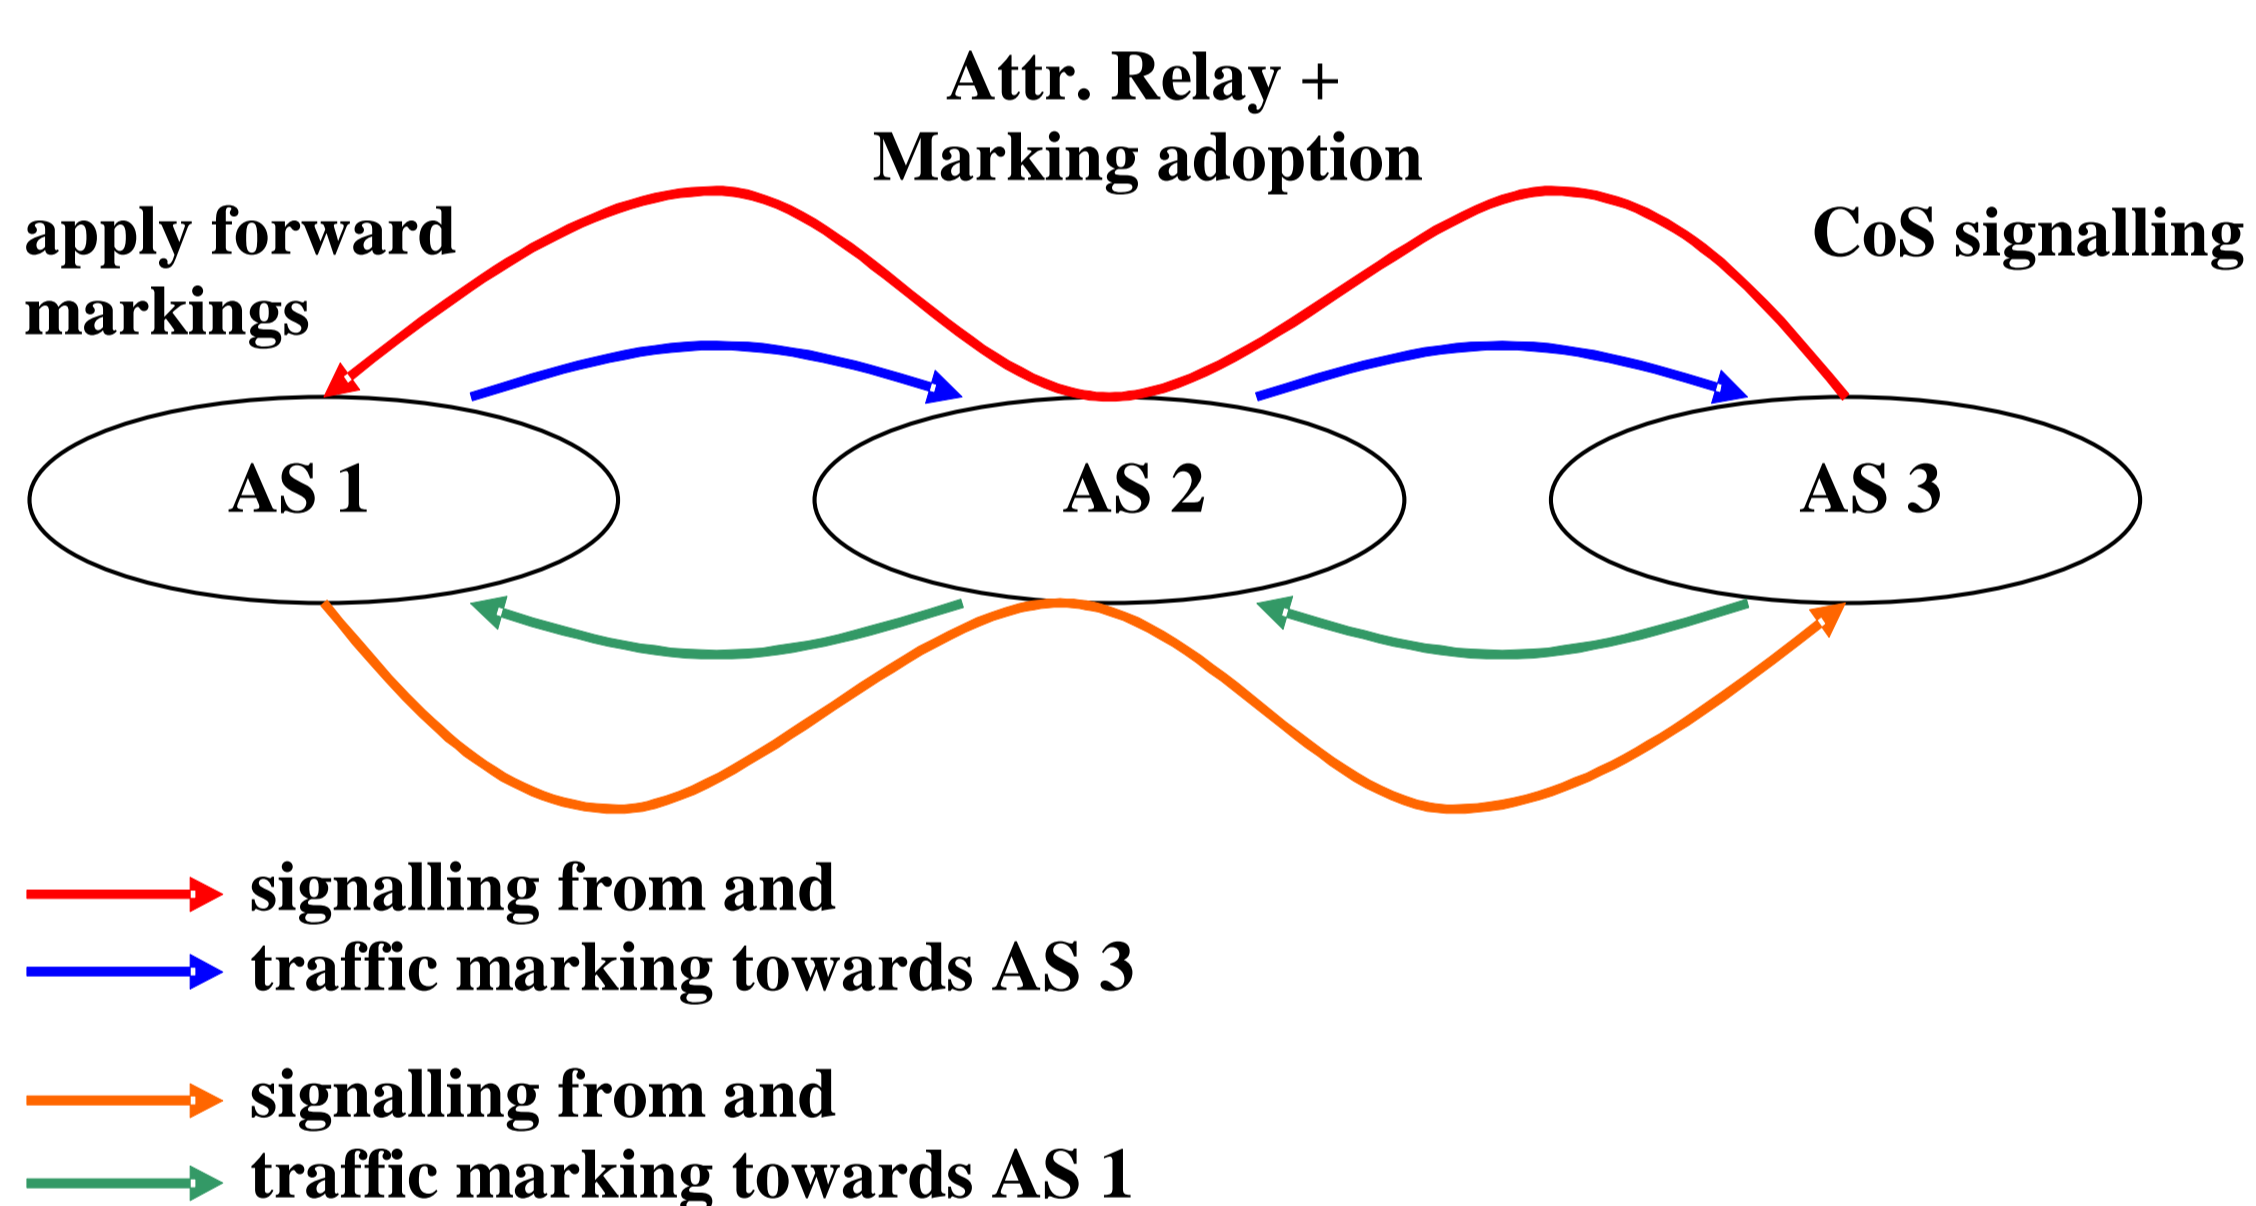 Attr. Relay +
Marking adoption
apply forward
markings
CoS signalling
AS 1
AS 2
AS 3
signalling from and
traffic marking towards AS 3
signalling from and
traffic marking towards AS 1